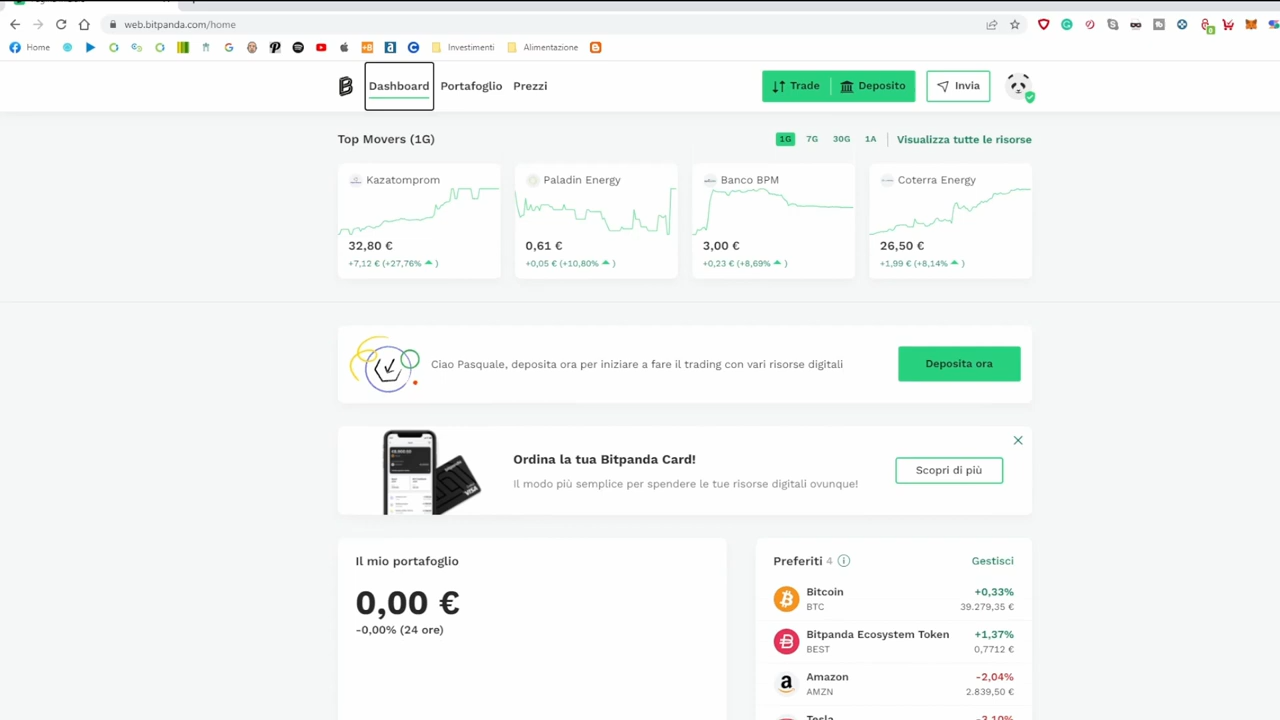 web.bitpanda.com/home
Home
Investimenti
Alimentazione
Dashboard Portafoglio Prezzi
Trade Deposito Invia
Top Movers (1G)
1G 7G 30G 1A Visualizza tutte le risorse
Kazatomprom
32,80 €
+7,12 € (+27,76% )
Paladin Energy
0,61 €
+0,05 € (+10,80% )
Banco BPM
3,00 €
+0,23 € (+8,69% )
Coterra Energy
26,50 €
+1,99 € (+8,14% )
Ciao Pasquale, deposita ora per iniziare a fare il trading con vari risorse digitali
Deposita ora
Ordina la tua Bitpanda Card!
Il modo più semplice per spendere le tue risorse digitali ovunque!
Scopri di più
VISA
Il mio portafoglio
0,00 €
-0,00% (24 ore)
Preferiti 4
Gestisci
Bitcoin +0,33%
BTC 39.279,35 €
Bitpanda Ecosystem Token +1,37%
BEST 0,7712 €
Amazon -2,04%
AMZN 2.839,50 €
Tesla -3,10%